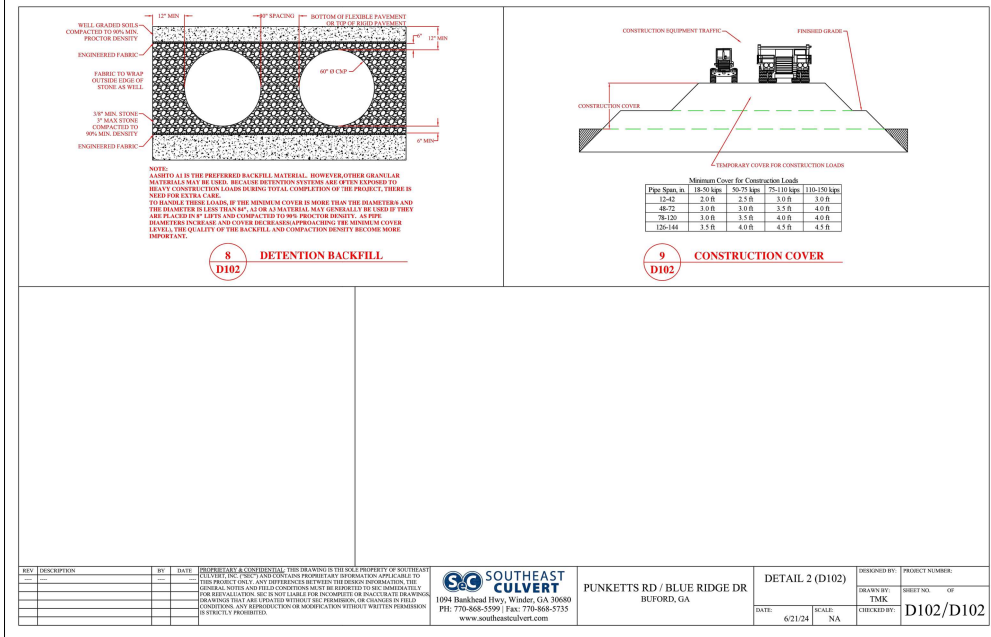 12" MIN
30" SPACING
BOTTOM OF FLEXIBLE PAVEMENT
OR TOP OF RIGID PAVEMENT
WELL GRADED SOILS
COMPACTED TO 90% MIN.
PROCTOR DENSITY
6"
12" MIN
ENGINEERED FABRIC
FABRIC TO WRAP
OUTSIDE EDGE OF
STONE AS WELL
60" Ø CMP
3/8" MIN. STONE
3" MAX STONE
COMPACTED TO
90% MIN. DENSITY
ENGINEERED FABRIC
6" MIN
NOTE:
AASHTO A1 IS THE PREFERRED BACKFILL MATERIAL. HOWEVER,OTHER GRANULAR
MATERIALS MAY BE USED. BECAUSE DETENTION SYSTEMS ARE OFTEN EXPOSED TO
HEAVY CONSTRUCTION LOADS DURING TOTAL COMPLETION OF THE PROJECT, THERE IS
NEED FOR EXTRA CARE.
TO HANDLE THESE LOADS, IF THE MINIMUM COVER IS MORE THAN THE DIAMETER/6 AND
THE DIAMETER IS LESS THAN 84", A2 OR A3 MATERIAL MAY GENERALLY BE USED IF THEY
ARE PLACED IN 8" LIFTS AND COMPACTED TO 90% PROCTOR DENSITY. AS PIPE
DIAMETERS INCREASE AND COVER DECREASES(APPROACHING THE MINIMUM COVER
LEVEL), THE QUALITY OF THE BACKFILL AND COMPACTION DENSITY BECOME MORE
IMPORTANT.
8
D102
DETENTION BACKFILL
CONSTRUCTION EQUIPMENT TRAFFIC
FINISHED GRADE
CONSTRUCTION COVER
TEMPORARY COVER FOR CONSTRUCTION LOADS
Minimum Cover for Construction Loads
Pipe Span, in. 18-50 kips 50-75 kips 75-110 kips 110-150 kips
12-42 2.0 ft 2.5 ft 3.0 ft 3.0 ft
48-72 3.0 ft 3.0 ft 3.5 ft 4.0 ft
78-120 3.0 ft 3.5 ft 4.0 ft 4.0 ft
126-144 3.5 ft 4.0 ft 4.5 ft 4.5 ft
9
D102
CONSTRUCTION COVER
REV DESCRIPTION BY DATE
PROPRIETARY & CONFIDENTIAL: THIS DRAWING IS THE SOLE PROPERTY OF SOUTHEAST
CULVERT, INC. ("SEC") AND CONTAINS PROPRIETARY INFORMATION APPLICABLE TO
THIS PROJECT ONLY. ANY DIFFERENCES BETWEEN THE DESIGN INFORMATION, THE
GENERAL NOTES AND FIELD CONDITIONS MUST BE REPORTED TO SEC IMMEDIATELY
FOR REEVALUATION. SEC IS NOT LIABLE FOR INCOMPLETE OR INACCURATE DRAWINGS,
DRAWINGS THAT ARE UPDATED WITHOUT SEC PERMISSION, OR CHANGES IN FIELD
CONDITIONS. ANY REPRODUCTION OR MODIFICATION WITHOUT WRITTEN PERMISSION
IS STRICTLY PROHIBITED.
SeC SOUTHEAST
CULVERT
1094 Bankhead Hwy, Winder, GA 30680
PH: 770-868-5599 | Fax: 770-868-5735
www.southeastculvert.com
PUNKETTS RD / BLUE RIDGE DR
BUFORD, GA
DETAIL 2 (D102)
DATE:
6/21/24
SCALE:
NA
DESIGNED BY:
DRAWN BY:
TMK
CHECKED BY:
PROJECT NUMBER:
SHEET NO. OF
D102/D102